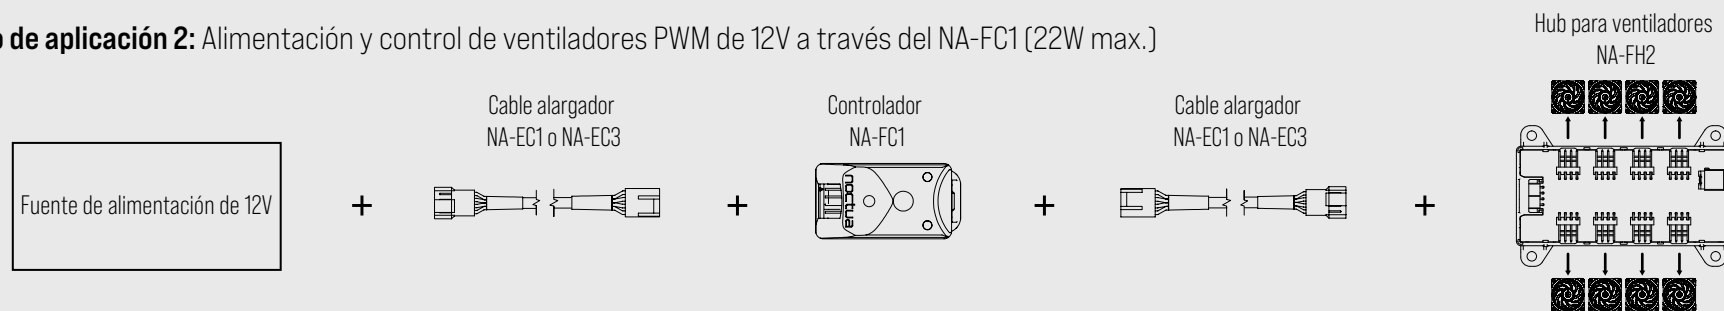 o de aplicación 2: Alimentación y control de ventiladores PWM de 12V a través del NA-FC1 (22W max.)
Hub para ventiladores
NA-FH2
Cable alargador
NA-EC1 o NA-EC3
Controlador
NA-FC1
Cable alargador
NA-EC1 o NA-EC3
Fuente de alimentación de 12V
+
+
noctua
+
+